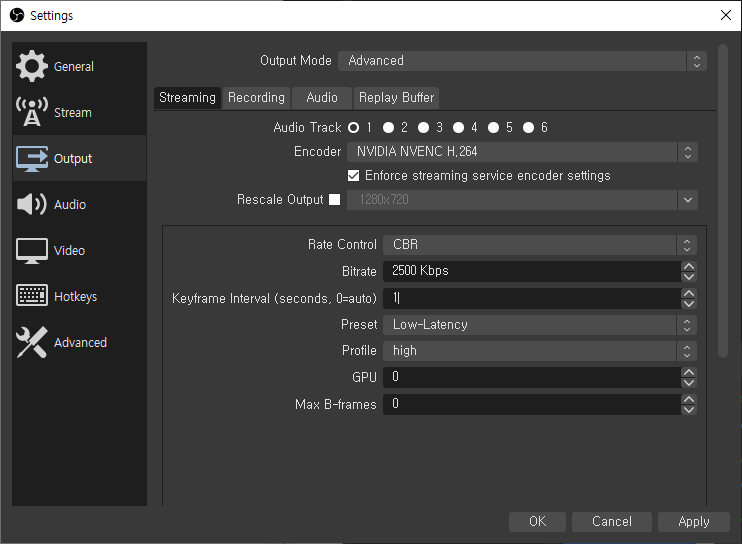 Settings
General
Stream
Output
Audio
Video
Hotkeys
Advanced
Output Mode Advanced
Streaming Recording Audio Replay Buffer
Audio Track 1 2 3 4 5 6
Encoder NVIDIA NVENC H.264
Enforce streaming service encoder settings
Rescale Output 1280x720
Rate Control CBR
Bitrate 2500 Kbps
Keyframe Interval (seconds, 0=auto) 1
Preset Low-Latency
Profile high
GPU 0
Max B-frames 0
OK Cancel Apply